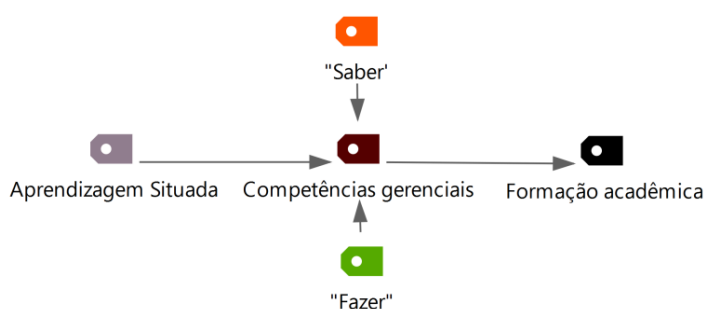 "Saber'
Aprendizagem Situada
Competências gerenciais
Formação acadêmica
"Fazer"